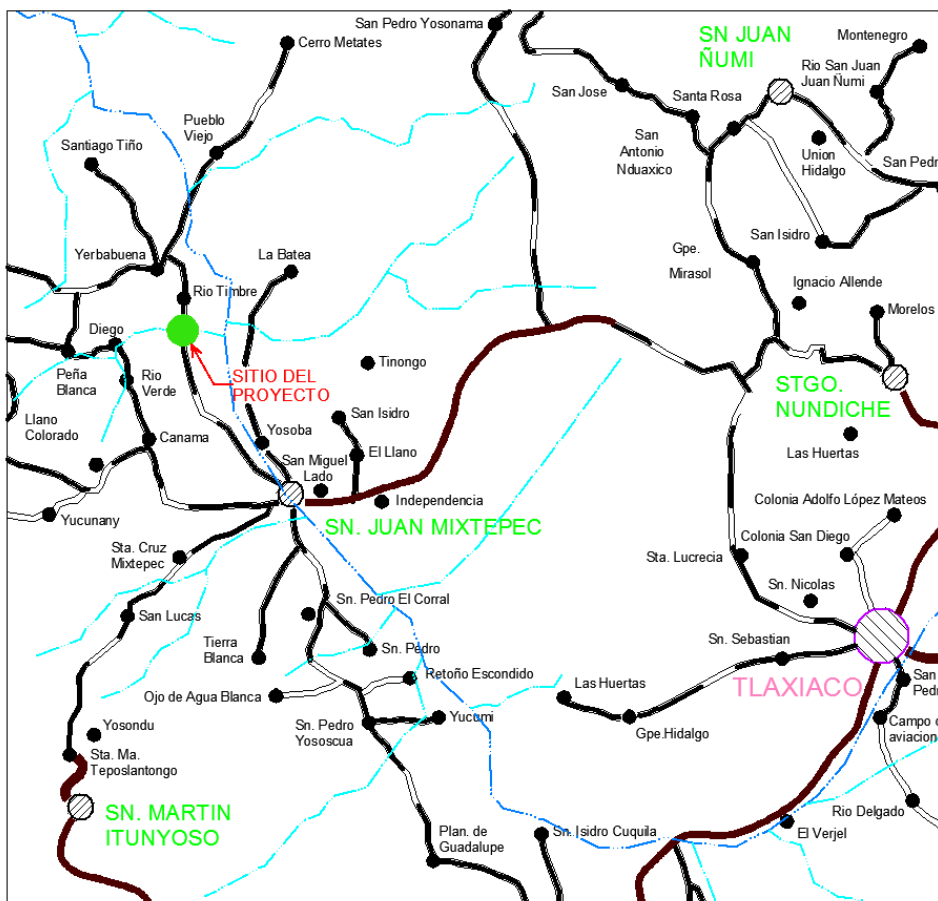 San Pedro Yosonama
Cerro Metates
SN JUAN
ÑUMI
Montenegro
Rio San Juan
Juan Ñumi
San Jose
Santa Rosa
Pueblo
Viejo
Santiago Tiño
San
Antonio
Nduaxico
Union
Hidalgo
San Pedr
San Isidro
Yerbabuena
La Batea
Gpe.
Mirasol
Rio Timbre
Ignacio Allende
Morelos
Diego
Peña
Blanca
Rio
Verde
SITIO DEL
PROYECTO
Tinongo
STGO.
NUNDICHE
Llano
Colorado
Canama
Yosoba
San Isidro
El Llano
San Miguel
Lado
Las Huertas
Independencia
Yucunany
SN. JUAN MIXTEPEC
Colonia Adolfo López Mateos
Colonia San Diego
Sta. Cruz
Mixtepec
Sta. Lucrecia
Sn. Nicolas
San Lucas
Sn. Pedro El Corral
Tierra
Blanca
Sn. Pedro
Sn. Sebastian
TLAXIACO
San
Pedr
Retoño Escondido
Ojo de Agua Blanca
Las Huertas
Yosondu
Sn. Pedro
Yososcua
Yucumi
Gpe.Hidalgo
Campo d
aviacion
Sta. Ma.
Teposlantongo
SN. MARTIN
ITUNYOSO
Plan. de
Guadalupe
Sn. Isidro Cuquila
El Verjel
Rio Delgado